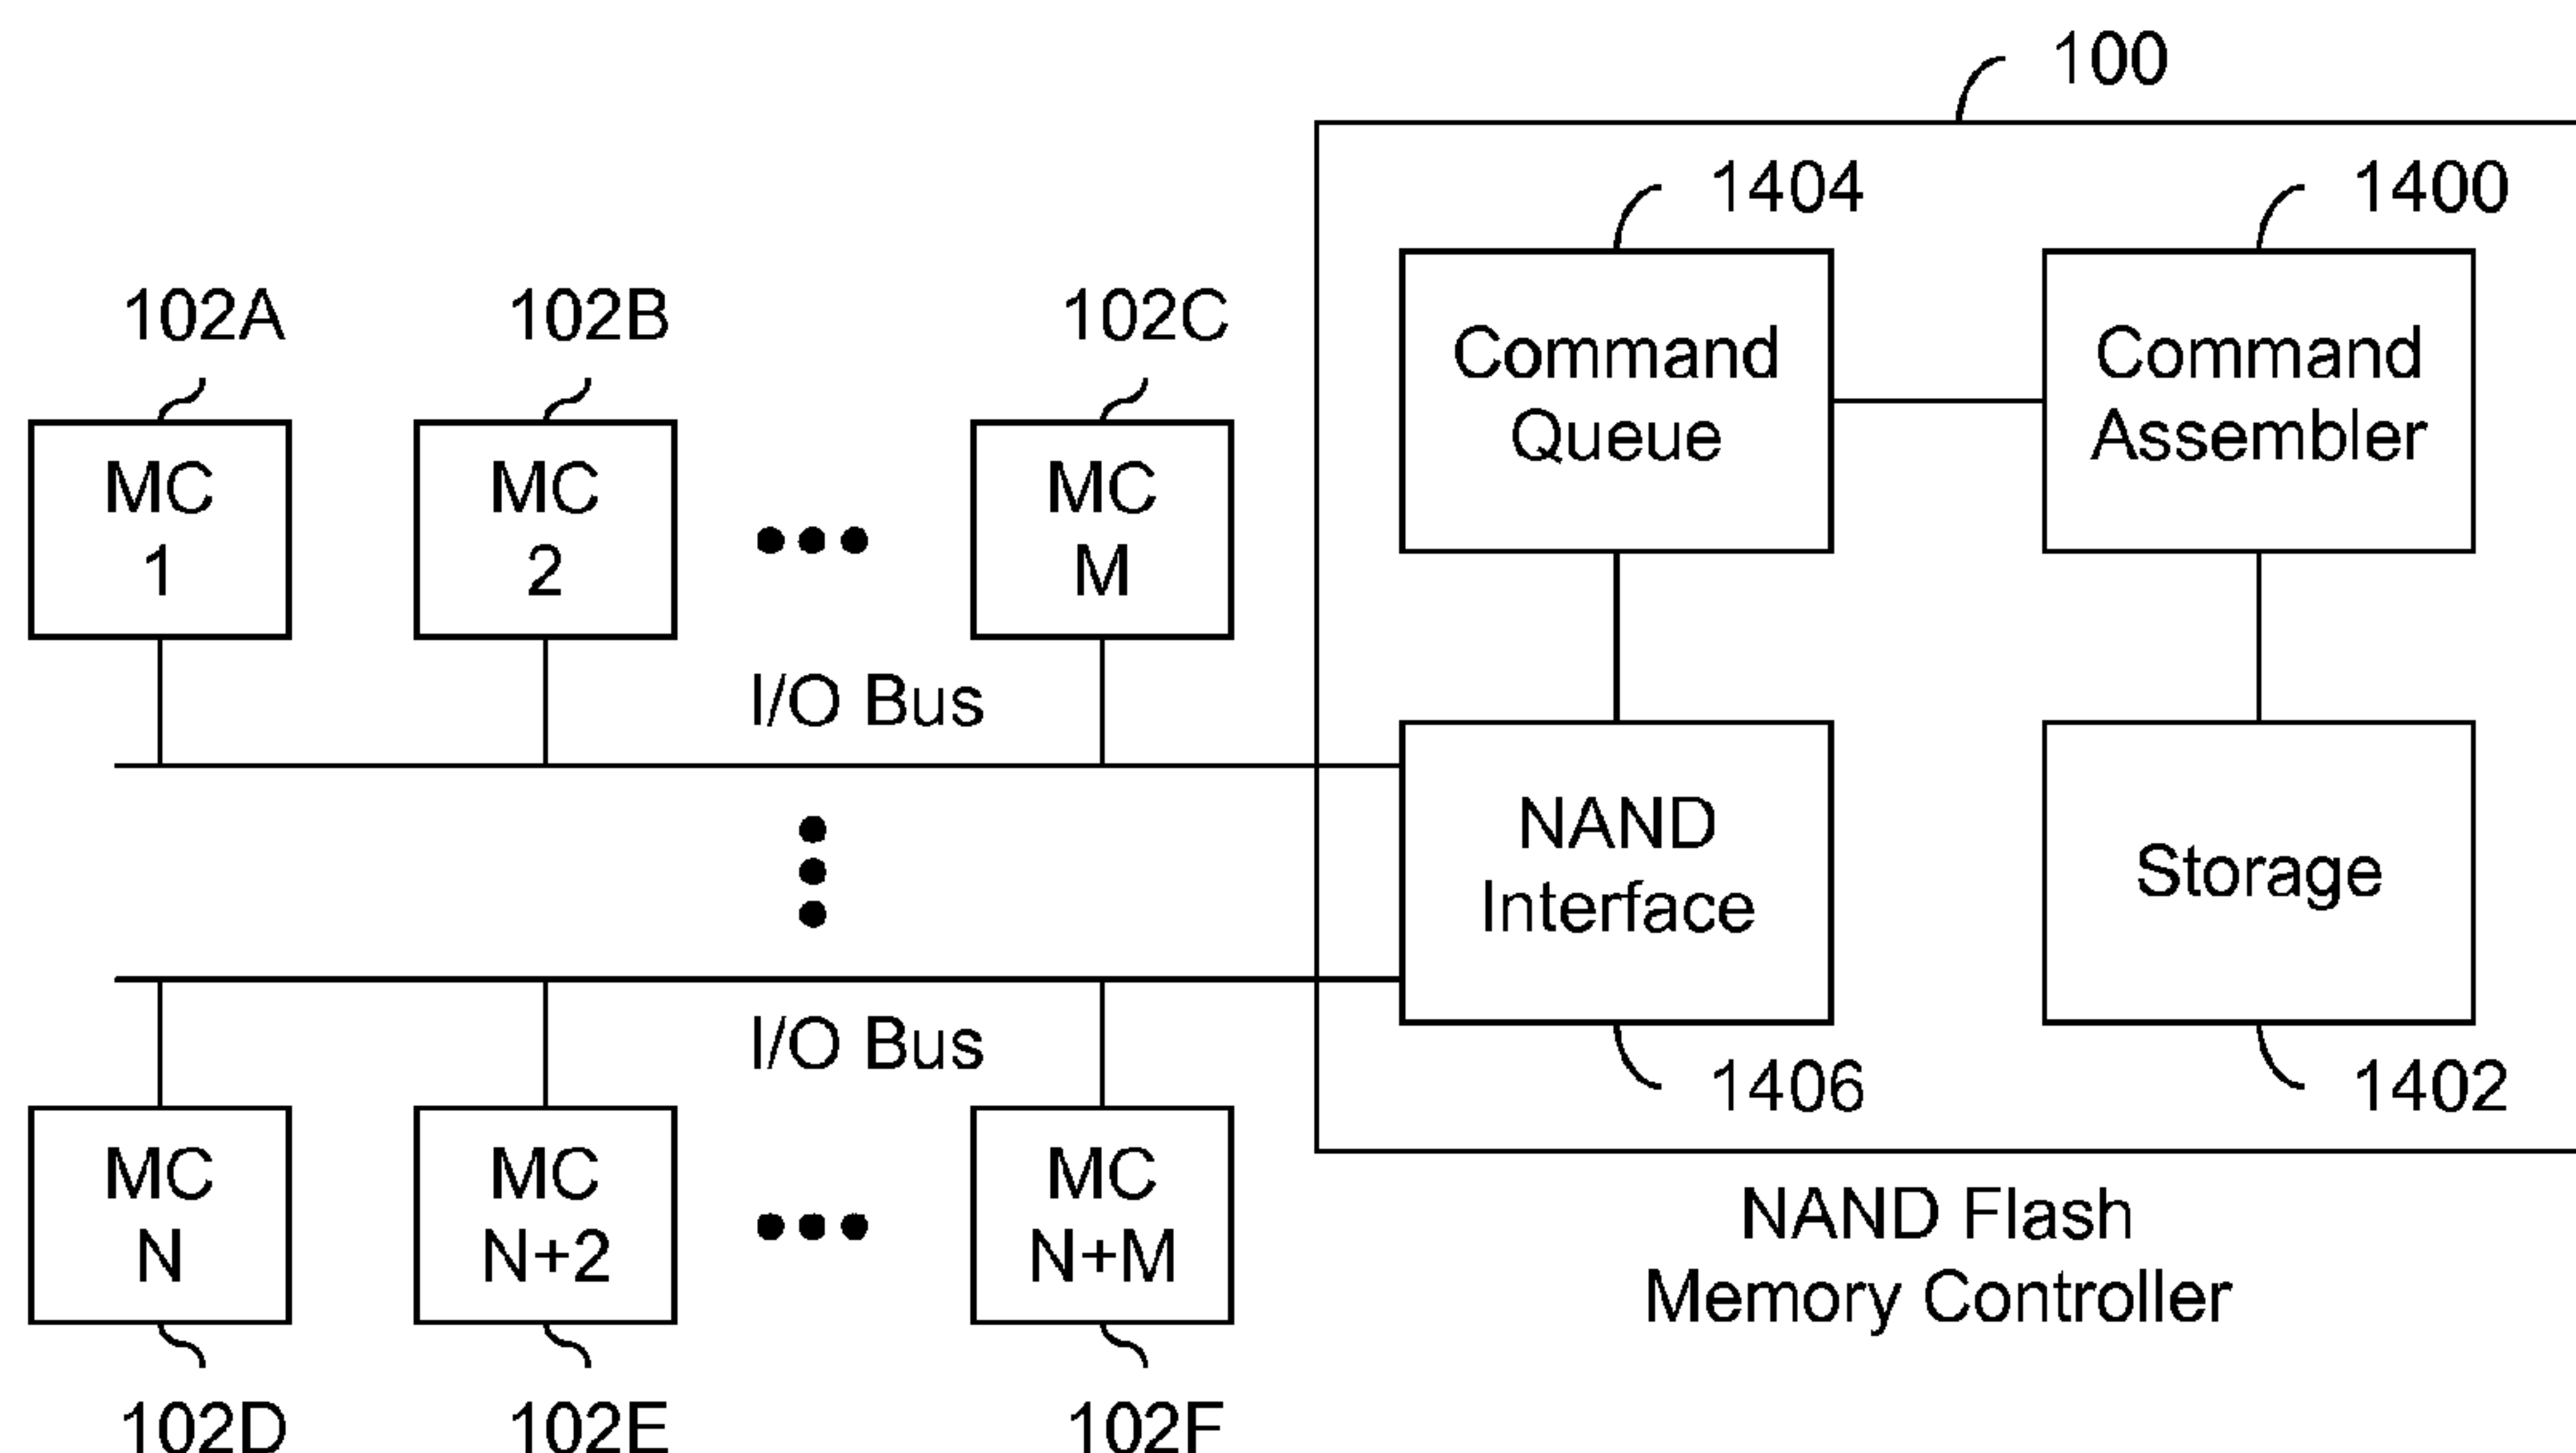 100
1404
1400
102A
102B
102C
Command
Queue
Command
Assembler
MC
1
MC
2
MC
M
I/O Bus
NAND
Interface
Storage
I/O Bus
1406
1402
MC
N
MC
N+2
MC
N+M
NAND Flash
Memory Controller
102D
102E
102F